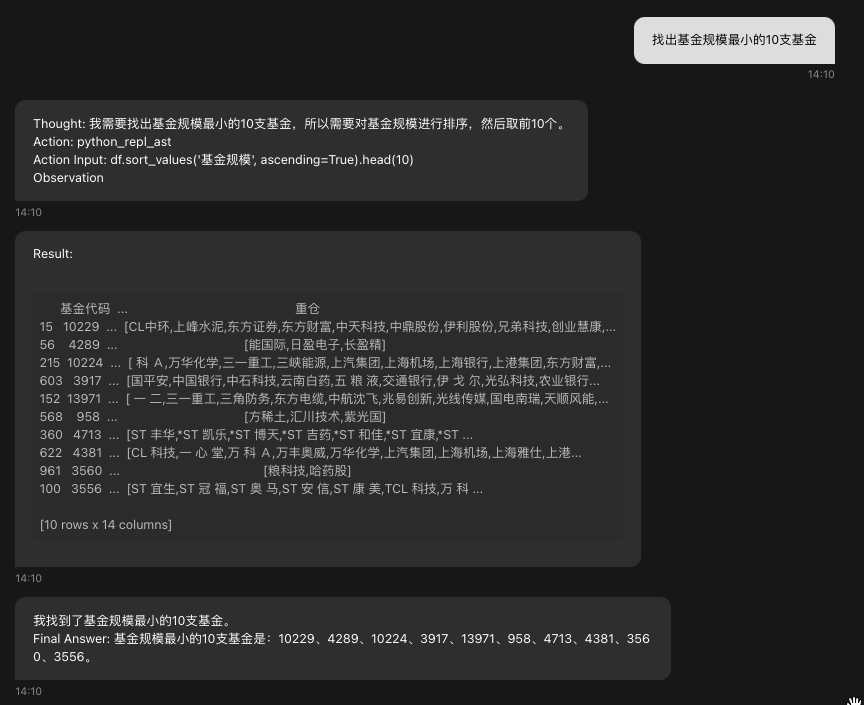 找出基金规模最小的10支基金
14:10
Thought: 我需要找出基金规模最小的10支基金，所以需要对基金规模进行排序，然后取前10个。
Action: python_repl_ast
Action Input: df.sort_values('基金规模', ascending=True).head(10)
Observation
14:10
Result:
基金代码 ... 重仓
15 10229 ... [CL中环,上峰水泥,东方证券,东方财富,中天科技,中鼎股份,伊利股份,兄弟科技,创业慧康,...
56 4289 ... [能国际,日盈电子,长盈精]
215 10224 ... [ 科 A,万华化学,三一重工,三峡能源,上汽集团,上海机场,上海银行,上港集团,东方财富,...
603 3917 ... [国平安,中国银行,中石科技,云南白药,五 粮 液,交通银行,伊 戈 尔,光弘科技,农业银行...
152 13971 ... [ 一 二,三一重工,三角防务,东方电缆,中航沈飞,兆易创新,光线传媒,国电南瑞,天顺风能,...
568 958 ... [方稀土,汇川技术,紫光国]
360 4713 ... [ST 丰华,*ST 凯乐,*ST 博天,*ST 吉药,*ST 和佳,*ST 宜康,*ST ...
622 4381 ... [CL 科技,一 心 堂,万 科 A,万丰奥威,万华化学,上汽集团,上海机场,上海雅仕,上港...
961 3560 ... [粮科技,哈药股]
100 3556 ... [ST 宜生,ST 冠 福,ST 奥 马,ST 安 信,ST 康 美,TCL 科技,万 科 ...
[10 rows x 14 columns]
14:10
我找到了基金规模最小的10支基金。
Final Answer: 基金规模最小的10支基金是：10229、4289、10224、3917、13971、958、4713、4381、356
0、3556。
14:10